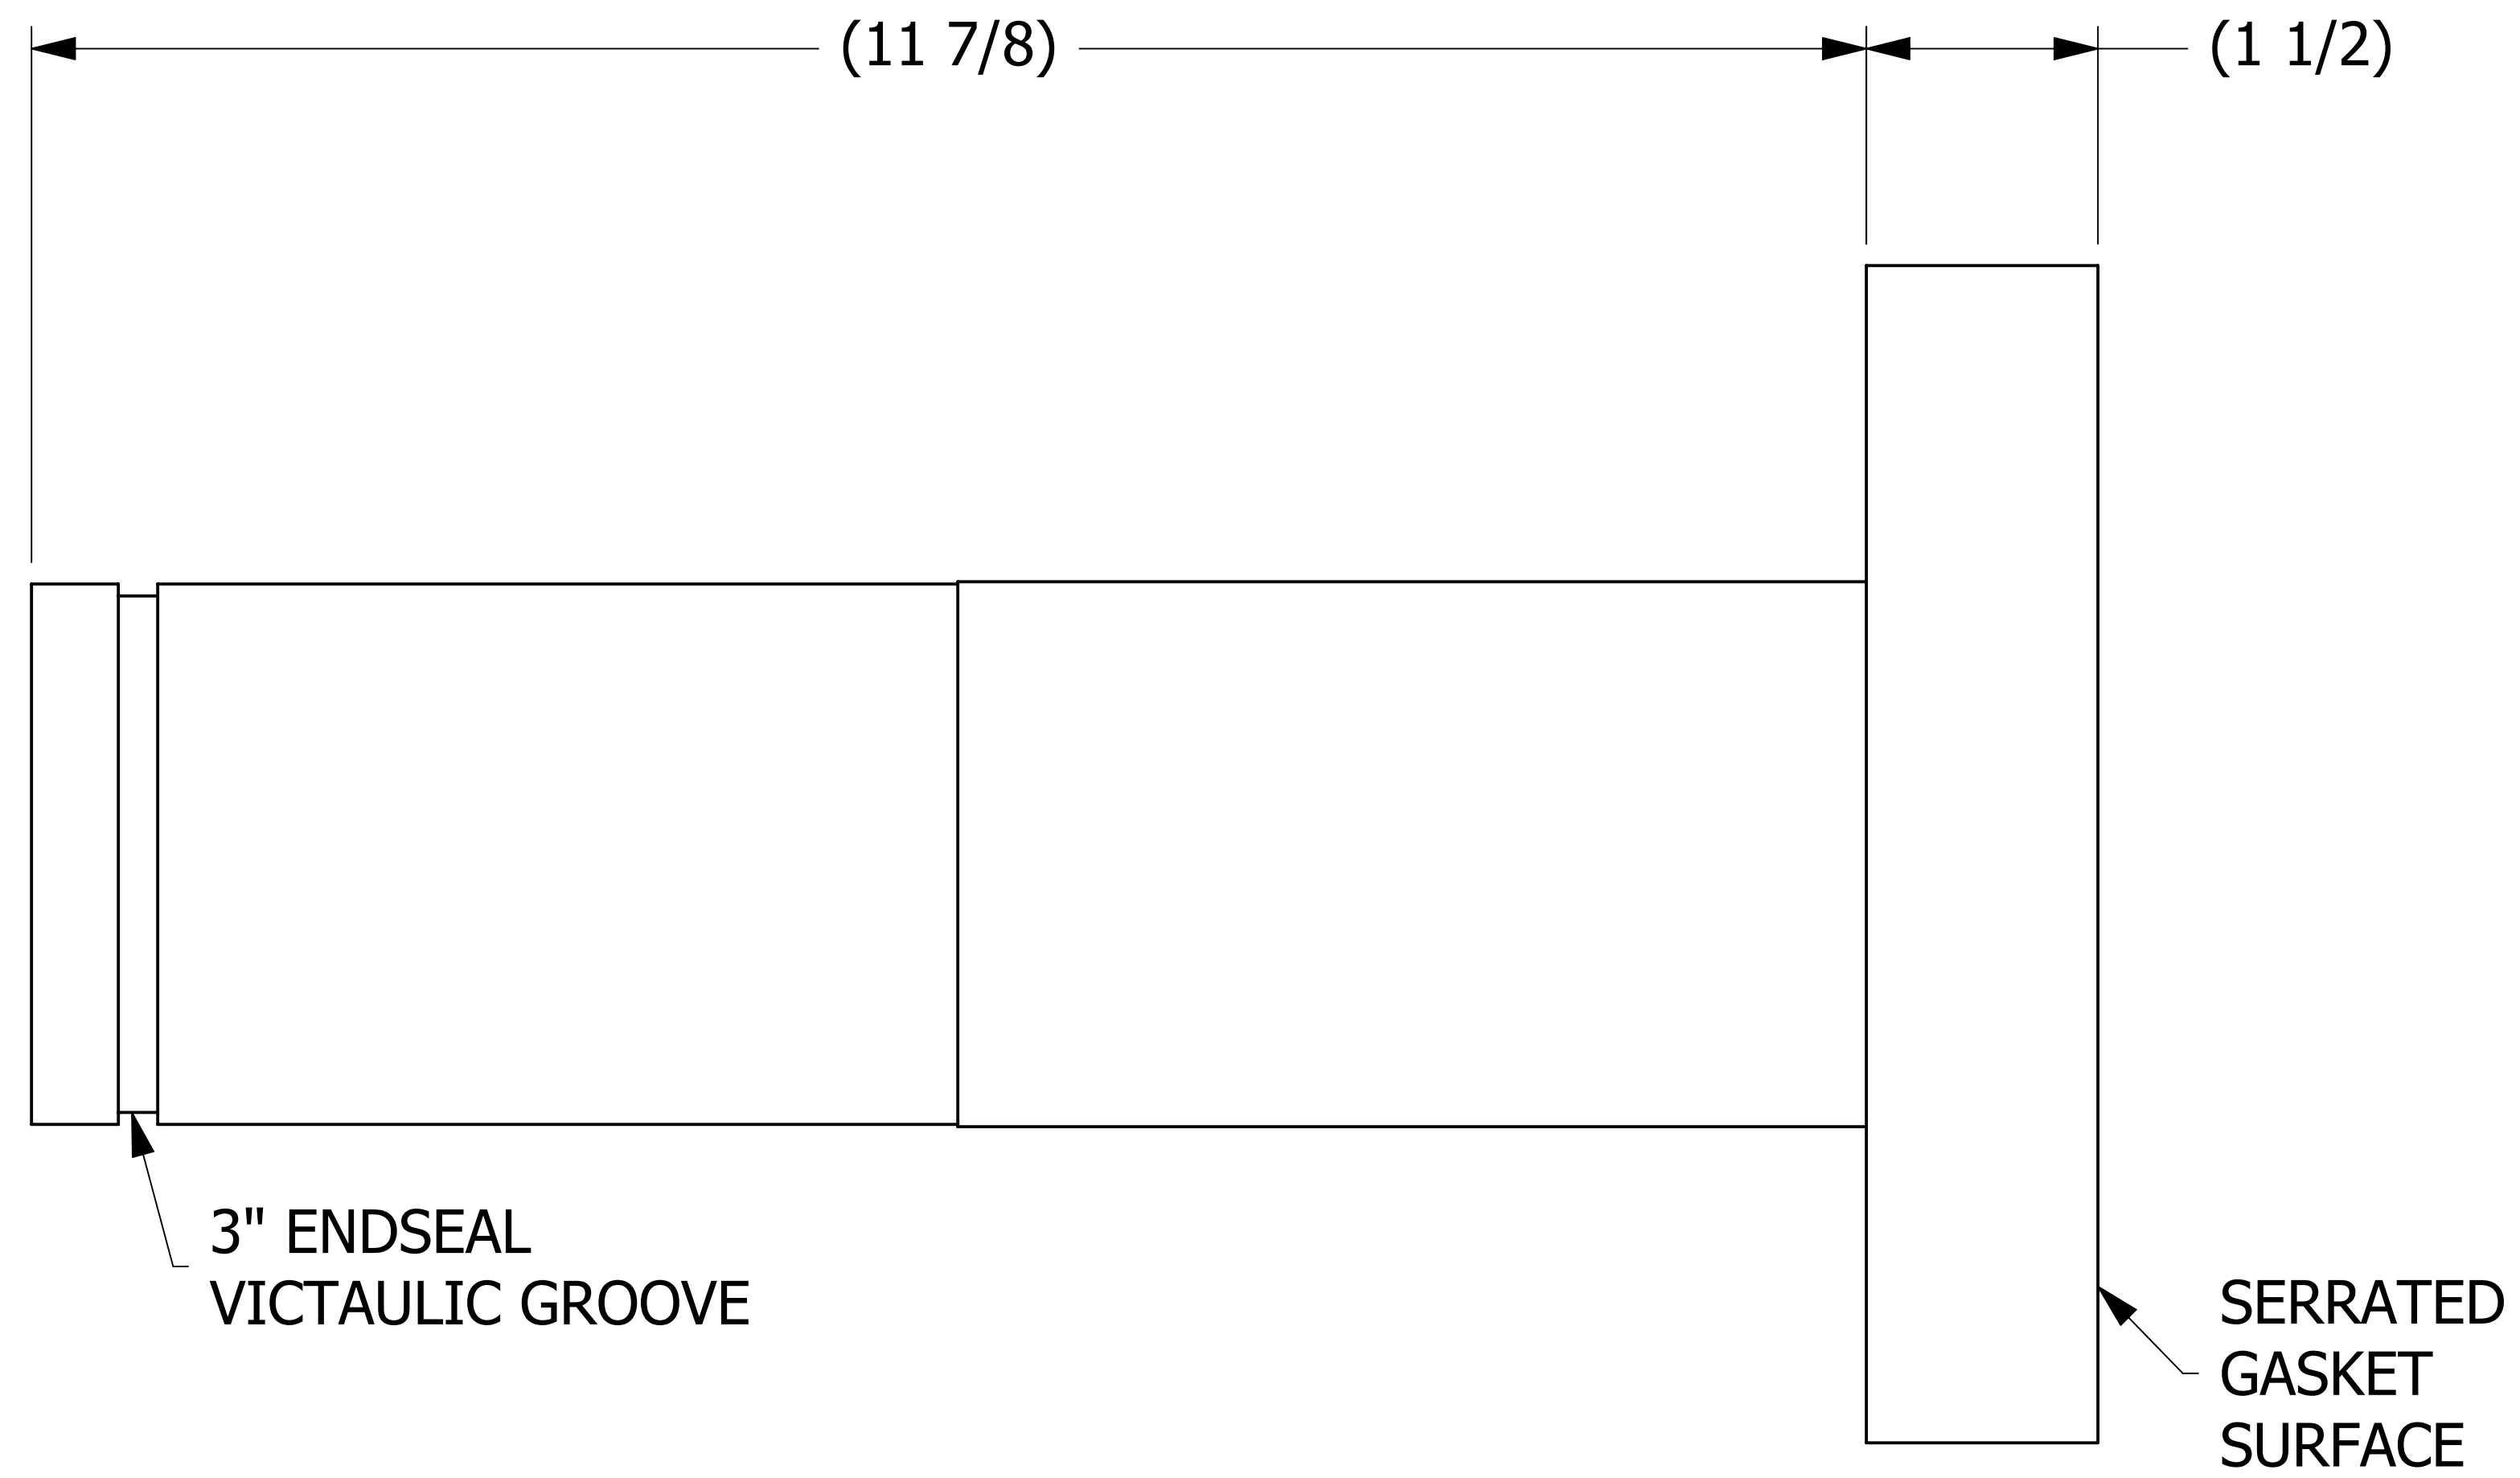 (11 7/8)
(1 1/2)
3" ENDSEAL
VICTAULIC GROOVE
SERRATED
GASKET
SURFACE